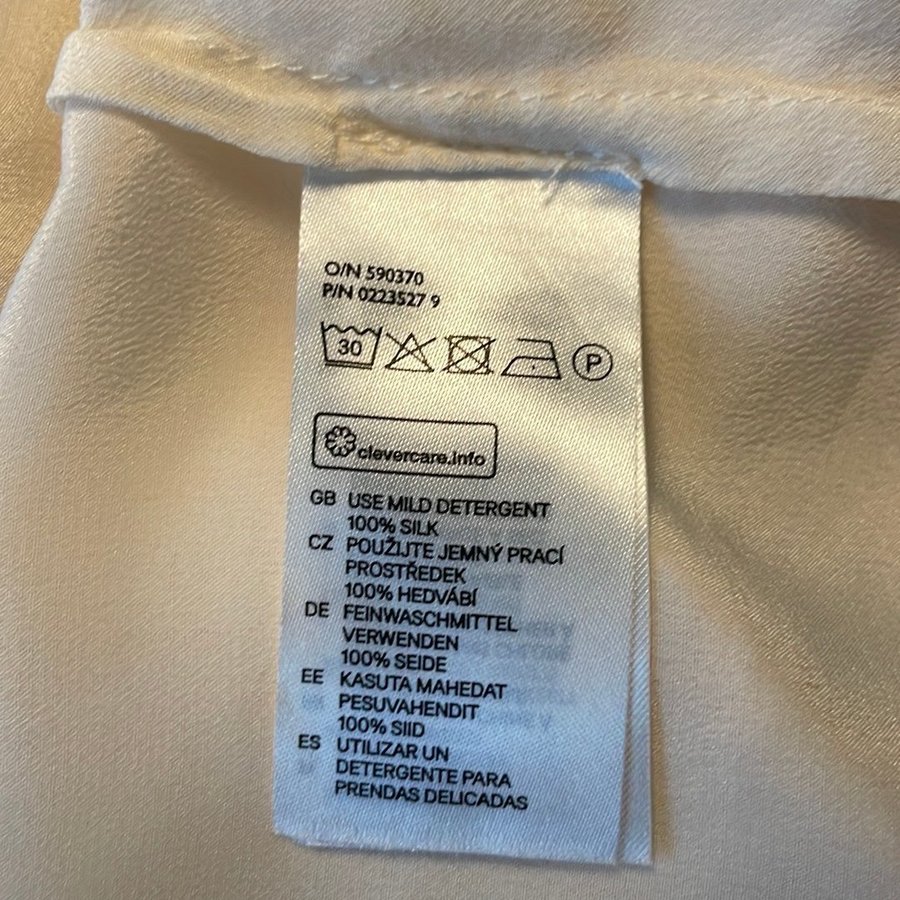 O/N 590370
P/N 0223527 9
30 P
clevercare.info
GB USE MILD DETERGENT
100% SILK
CZ POUŽIJTE JEMNÝ PRACÍ
PROSTŘEDEK
100% HEDVÁBÍ
DE FEINWASCHMITTEL
VERWENDEN
100% SEIDE
EE KASUTA MAHEDAT
PESUVAHENDIT
100% SIID
ES UTILIZAR UN
DETERGENTE PARA
PRENDAS DELICADAS